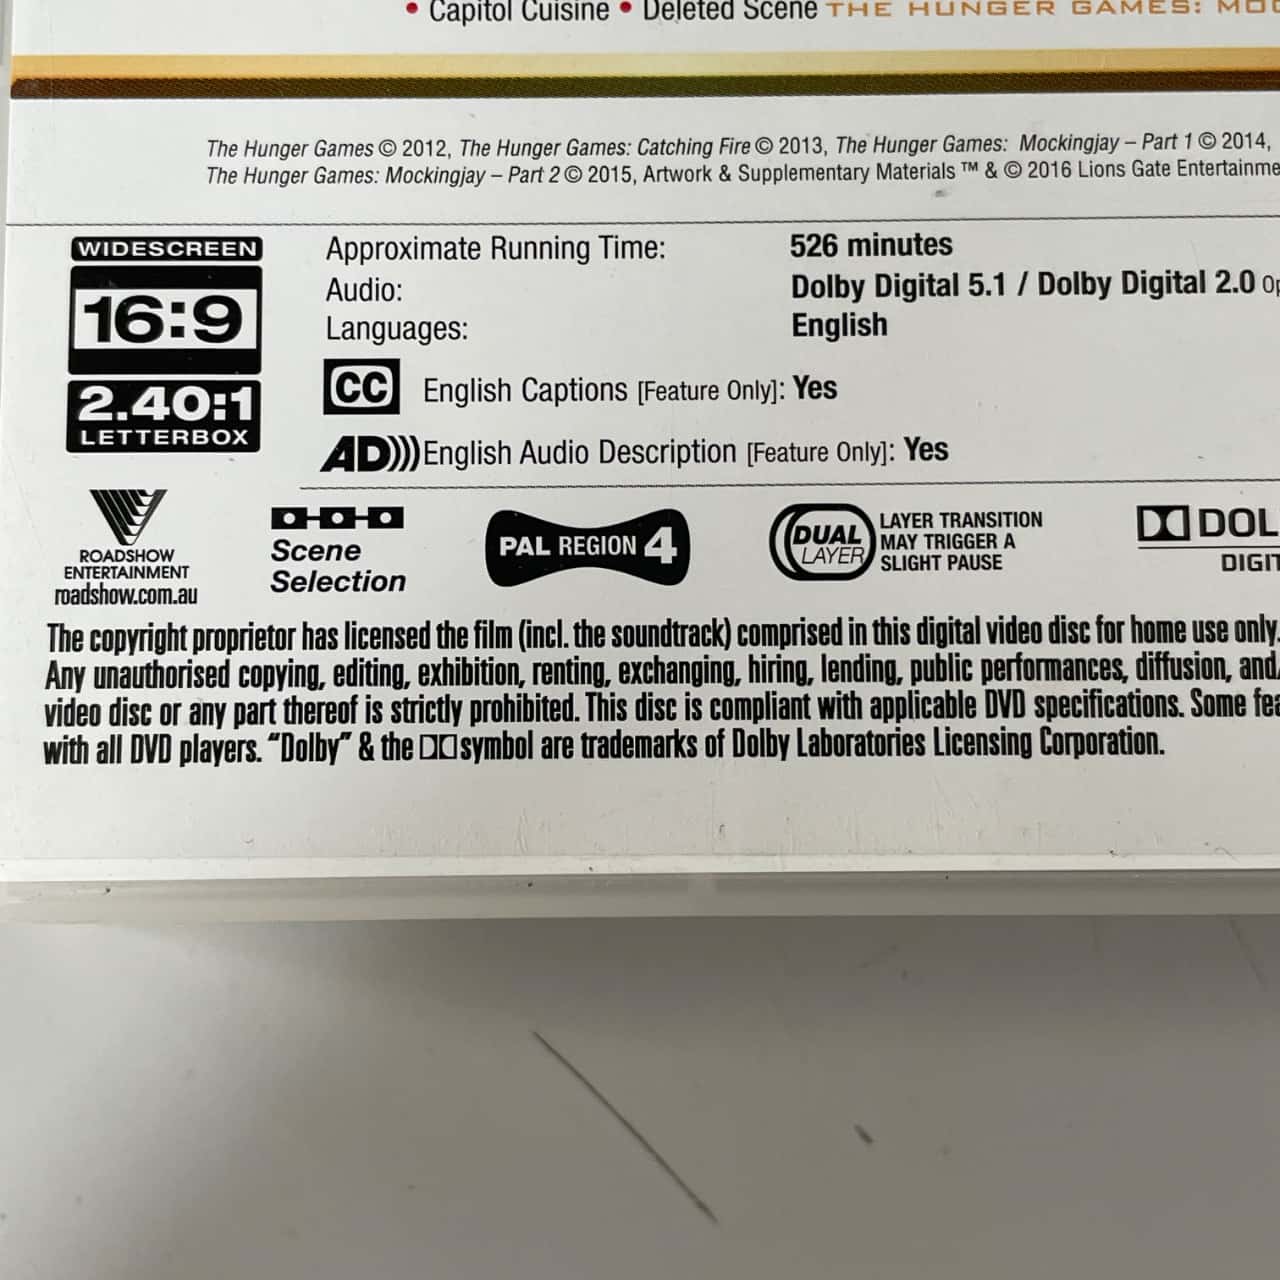 • Capitol Cuisine • Deleted Scene THE HUNGER GAMES:
The Hunger Games © 2012, The Hunger Games: Catching Fire © 2013, The Hunger Games: Mockingjay – Part 1 © 2014,
The Hunger Games: Mockingjay – Part 2 © 2015, Artwork & Supplementary Materials ™ & © 2016 Lions Gate
WIDESCREEN
16:9
2.40:1
LETTERBOX
Approximate Running Time: 526 minutes
Audio: Dolby Digital 5.1 / Dolby Digital 2.0
Languages: English
CC English Captions [Feature Only]: Yes
AD))) English Audio Description [Feature Only]: Yes
ROADSHOW
ENTERTAINMENT
roadshow.com.au
Scene
Selection
PAL REGION 4
DUAL
LAYER
LAYER TRANSITION
MAY TRIGGER A
SLIGHT PAUSE
The copyright proprietor has licensed the film (incl. the soundtrack) comprised in this digital video disc for home use only.
Any unauthorised copying, editing, exhibition, renting, exchanging, hiring, lending, public performances, diffusion, and/
video disc or any part thereof is strictly prohibited. This disc is compliant with applicable DVD specifications. Some
with all DVD players. “Dolby” & the symbol are trademarks of Dolby Laboratories Licensing Corporation.